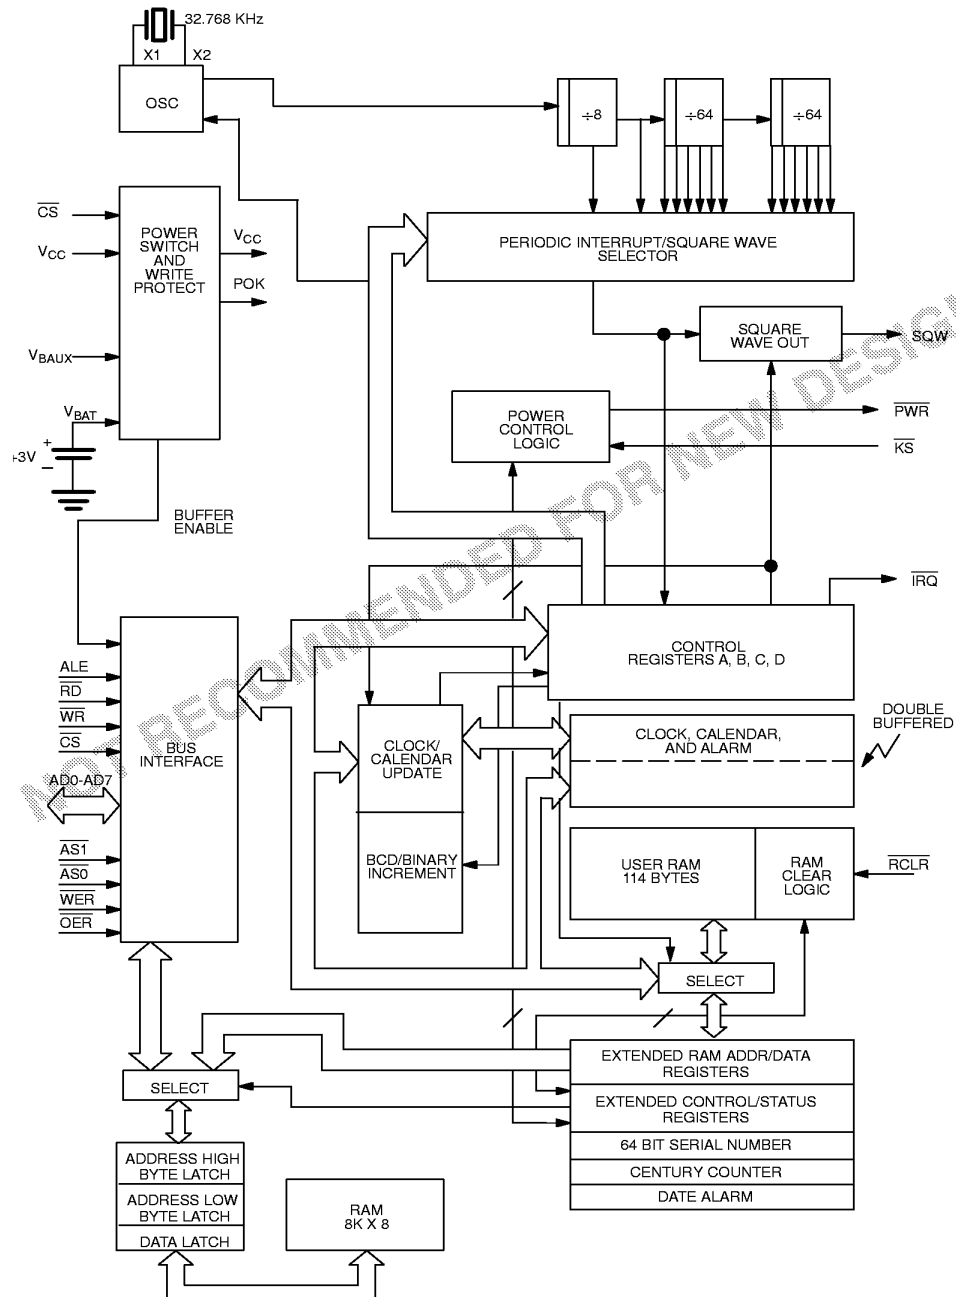 32.768 KHz
X1 X2
OSC
÷8
÷64
÷64
CS
VCC
VBAUX
VBAT
+
–
+3V
POWER
SWITCH
AND
WRITE
PROTECT
VCC
POK
PERIODIC INTERRUPT/SQUARE WAVE
SELECTOR
SQUARE
WAVE OUT
SQW
POWER
CONTROL
LOGIC
PWR
KS
BUFFER
ENABLE
IRQ
CONTROL
REGISTERS A, B, C, D
NOT RECOMMENDED FOR NEW DESIGN
ALE
RD
WR
CS
AD0-AD7
AS1
AS0
WER
OER
BUS
INTERFACE
CLOCK/
CALENDAR
UPDATE
BCD/BINARY
INCREMENT
CLOCK, CALENDAR,
AND ALARM
DOUBLE
BUFFERED
USER RAM
114 BYTES
RAM
CLEAR
LOGIC
RCLR
SELECT
EXTENDED RAM ADDR/DATA
REGISTERS
EXTENDED CONTROL/STATUS
REGISTERS
64 BIT SERIAL NUMBER
CENTURY COUNTER
DATE ALARM
SELECT
ADDRESS HIGH
BYTE LATCH
ADDRESS LOW
BYTE LATCH
DATA LATCH
RAM
8K X 8